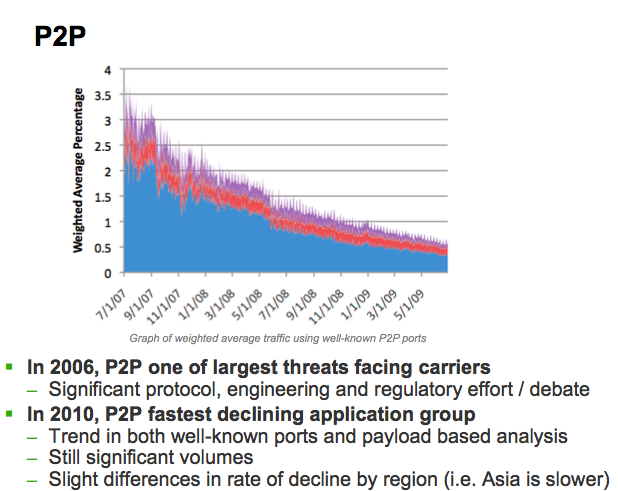 P2P
4
3.5
3
2.5
2
1.5
1
0.5
0
Weighted Average Percentage
7/1/07
9/1/07
11/1/07
1/1/08
3/1/08
5/1/08
7/1/08
9/1/08
11/1/08
1/1/09
3/1/09
5/1/09
Graph of weighted average traffic using well-known P2P ports
▪ In 2006, P2P one of largest threats facing carriers
– Significant protocol, engineering and regulatory effort / debate
▪ In 2010, P2P fastest declining application group
– Trend in both well-known ports and payload based analysis
– Still significant volumes
– Slight differences in rate of decline by region (i.e. Asia is slower)